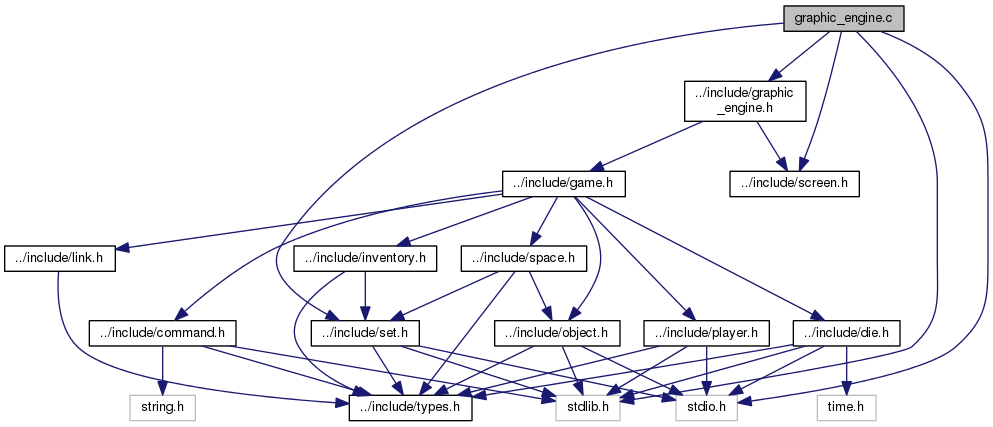 graphic_engine.c
../include/graphic
_engine.h
../include/game.h
../include/screen.h
../include/link.h
../include/inventory.h
../include/space.h
../include/command.h
../include/set.h
../include/object.h
../include/player.h
../include/die.h
string.h
../include/types.h
stdlib.h
stdio.h
time.h